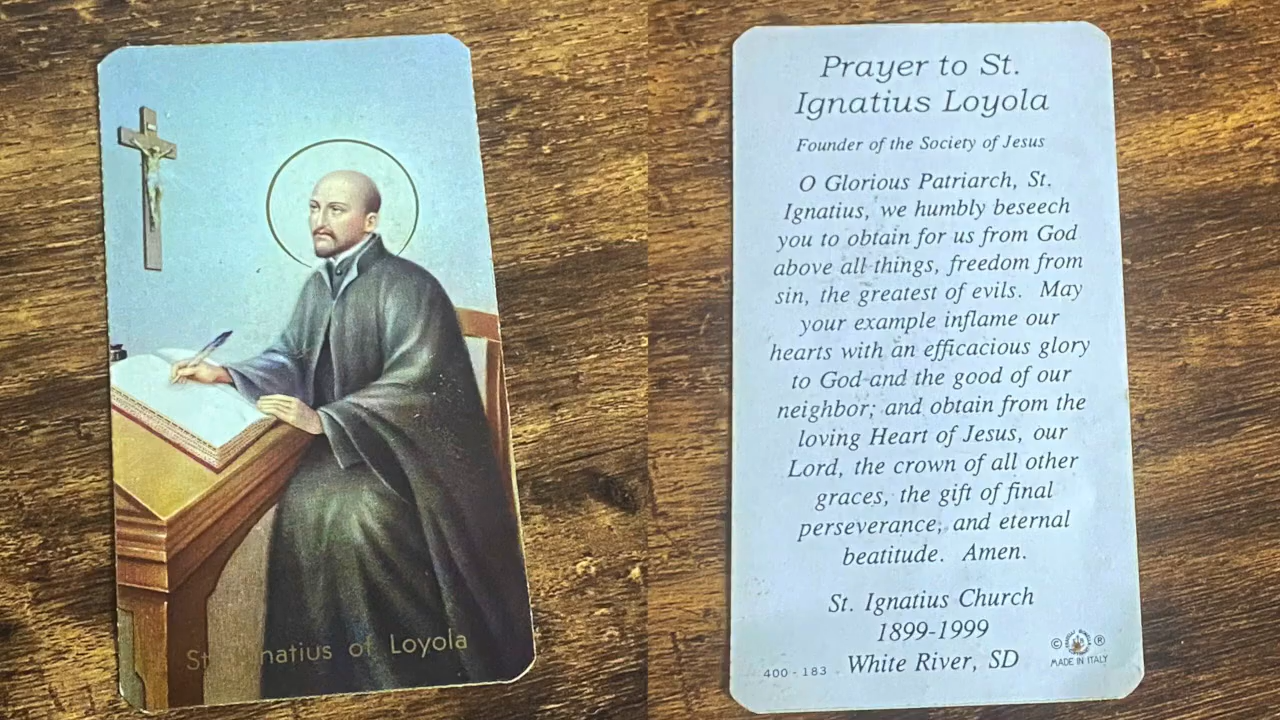 St. natius of Loyola
Prayer to St.
Ignatius Loyola
Founder of the Society of Jesus
O Glorious Patriarch, St.
Ignatius, we humbly beseech
you to obtain for us from God
above all things, freedom from
sin, the greatest of evils. May
your example inflame our
hearts with an efficacious glory
to God and the good of our
neighbor; and obtain from the
loving Heart of Jesus, our
Lord, the crown of all other
graces, the gift of final
perseverance, and eternal
beatitude. Amen.
St. Ignatius Church
1899-1999
White River, SD
400 - 183
© ®
MADE IN ITALY